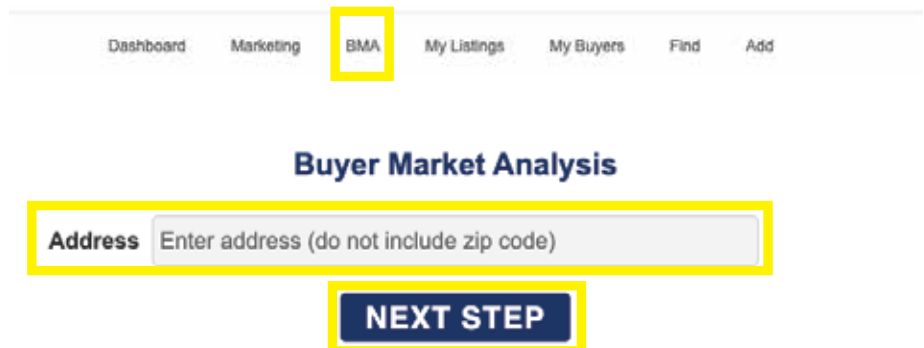 Dashboard Marketing BMA My Listings My Buyers Find Add
Buyer Market Analysis
Address Enter address (do not include zip code)
NEXT STEP